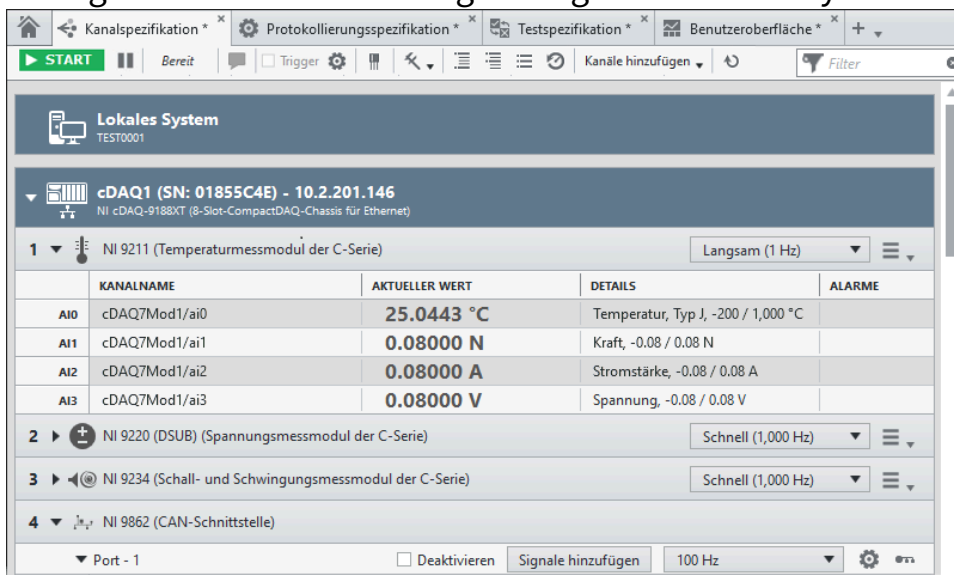 Kanalspezifikation *
Protokollierungsspezifikation *
Testspezifikation *
Benutzeroberfläche *
START
Bereit
Trigger
Kanäle hinzufügen
Filter
Lokales System
TEST0001
cDAQ1 (SN: 01855C4E) - 10.2.201.146
NI cDAQ-9188XT (8-Slot-CompactDAQ-Chassis für Ethernet)
1 NI 9211 (Temperaturmessmodul der C-Serie) Langsam (1 Hz)
KANALNAME AKTUELLER WERT DETAILS ALARME
AI0 cDAQ7Mod1/ai0 25.0443 °C Temperatur, Typ J, -200 / 1,000 °C
AI1 cDAQ7Mod1/ai1 0.08000 N Kraft, -0.08 / 0.08 N
AI2 cDAQ7Mod1/ai2 0.08000 A Stromstärke, -0.08 / 0.08 A
AI3 cDAQ7Mod1/ai3 0.08000 V Spannung, -0.08 / 0.08 V
2 NI 9220 (DSUB) (Spannungsmessmodul der C-Serie) Schnell (1,000 Hz)
3 NI 9234 (Schall- und Schwingungsmessmodul der C-Serie) Schnell (1,000 Hz)
4 NI 9862 (CAN-Schnittstelle)
Port - 1 Deaktivieren Signale hinzufügen 100 Hz